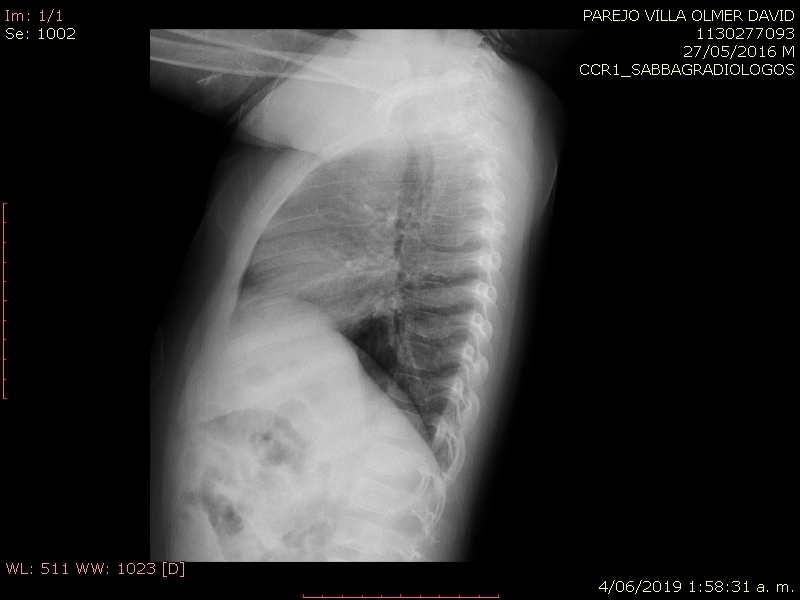 Im: 1/1
Se: 1002
PAREJO VILLA OLMER DAVID
1130277093
27/05/2016 M
CCR1_SABBAGRADIOLOGOS
WL: 511 WW: 1023 [D]
4/06/2019 1:58:31 a. m.